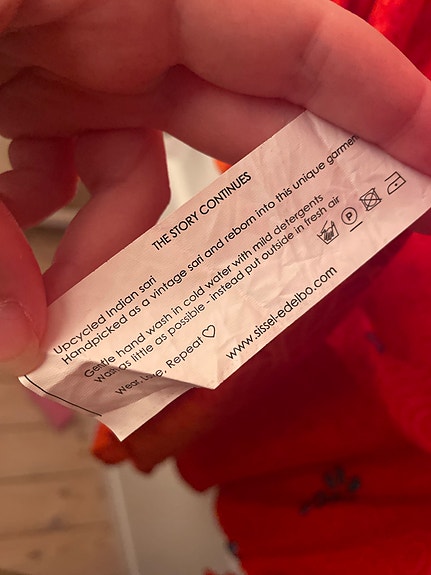 THE STORY CONTINUES
Upcycled Indian sari
Handpicked as a vintage sari and reborn into this unique garment
Gentle hand wash in cold water with mild detergents
Wash as little as possible - instead put outside in fresh air
Wear, Love, Repeat ♡
P
www.sissel-edelbo.com